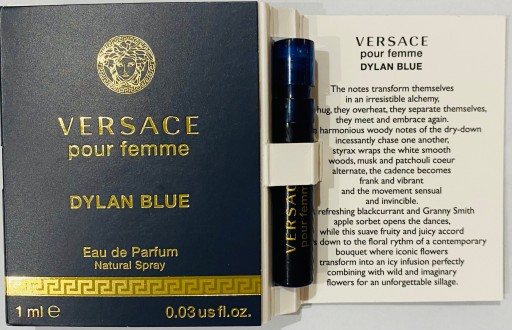 VERSACE
pour femme
DYLAN BLUE
Eau de Parfum
Natural Spray
1 ml e 0.03 us fl.oz.
VERSAC
pour femm
VERSACE
pour femme
DYLAN BLUE
The notes transform themselves
in an irresistible alchemy,
hug, they overheat, they separate themselves,
they meet and embrace again.
harmonious woody notes of the dry-down
incessantly chase one another,
styrax wraps the white smooth
woods, musk and patchouli coeur
alternate, the cadence becomes
frank and vibrant
and the movement sensual
and invincible.
refreshing blackcurrant and Granny Smith
apple sorbet opens the dances,
while this suave fruity and juicy accord
down to the floral rythm of a contemporary
bouquet where iconic flowers
transform into an icy infusion perfectly
combining with wild and imaginary
flowers for an unforgettable sillage.